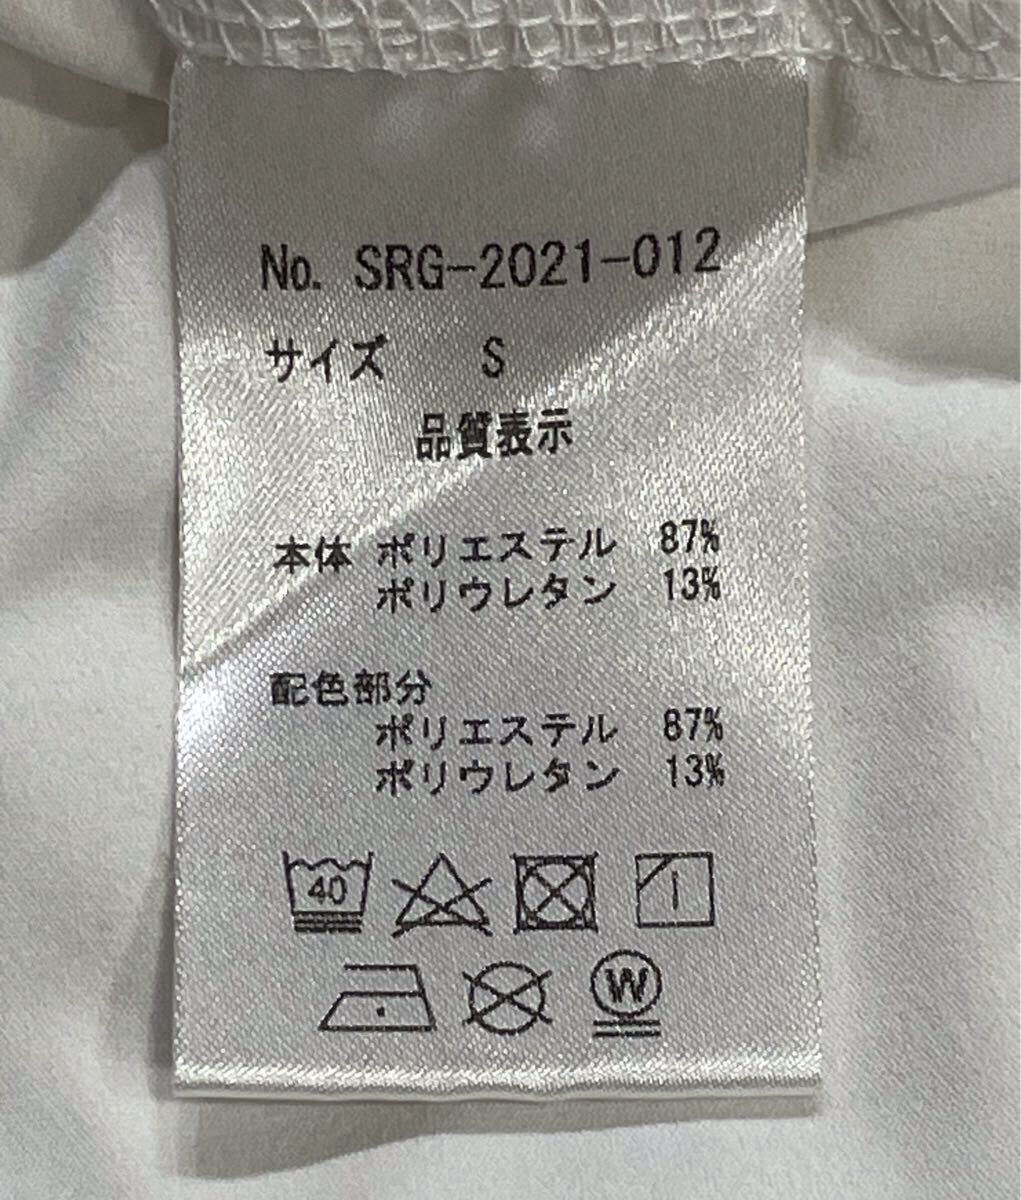 No. SRG-2021-012
サイズ S
品質表示
本体 ポリエステル 87%
ポリウレタン 13%
配色部分
ポリエステル 87%
ポリウレタン 13%
40
W